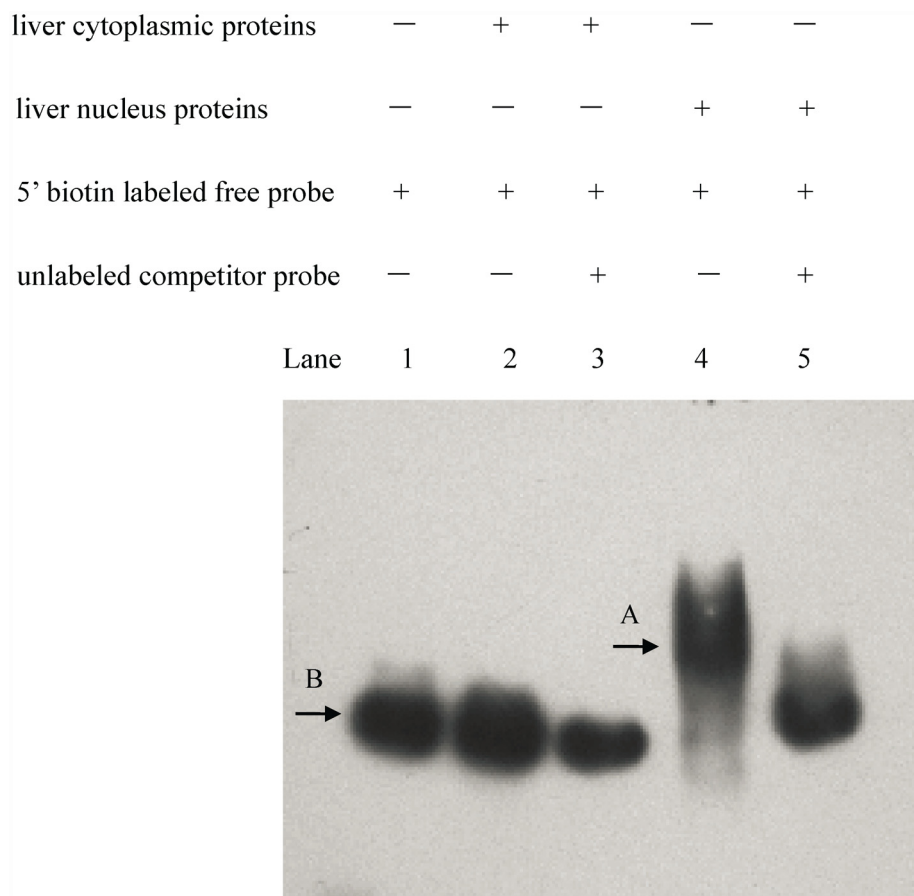 liver cytoplasmic proteins — + + — —
liver nucleus proteins — — — + +
5’ biotin labeled free probe + + + + +
unlabeled competitor probe — — + — +
Lane 1 2 3 4 5
A
B